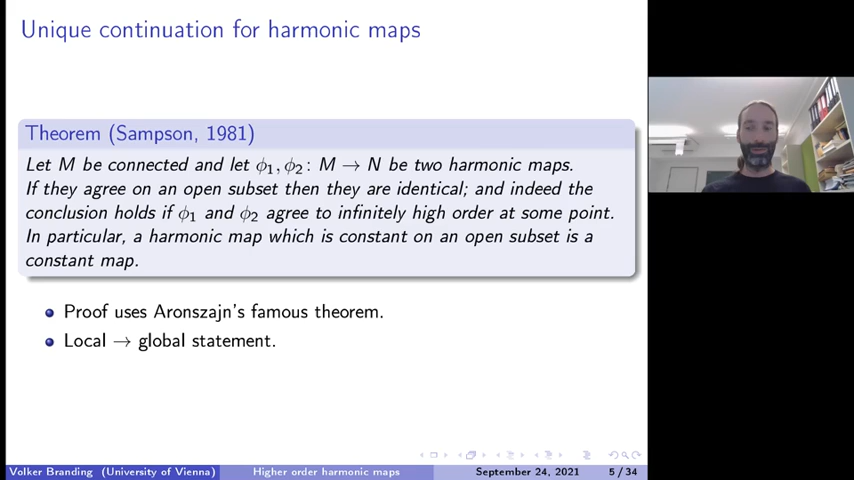 Unique continuation for harmonic maps
Theorem (Sampson, 1981)
Let M be connected and let ϕ₁, ϕ₂ : M → N be two harmonic maps.
If they agree on an open subset then they are identical; and indeed the
conclusion holds if ϕ₁ and ϕ₂ agree to infinitely high order at some point.
In particular, a harmonic map which is constant on an open subset is a
constant map.
Proof uses Aronszajn's famous theorem.
Local → global statement.
Volker Branding (University of Vienna) Higher order harmonic maps September 24, 2021 5 / 34